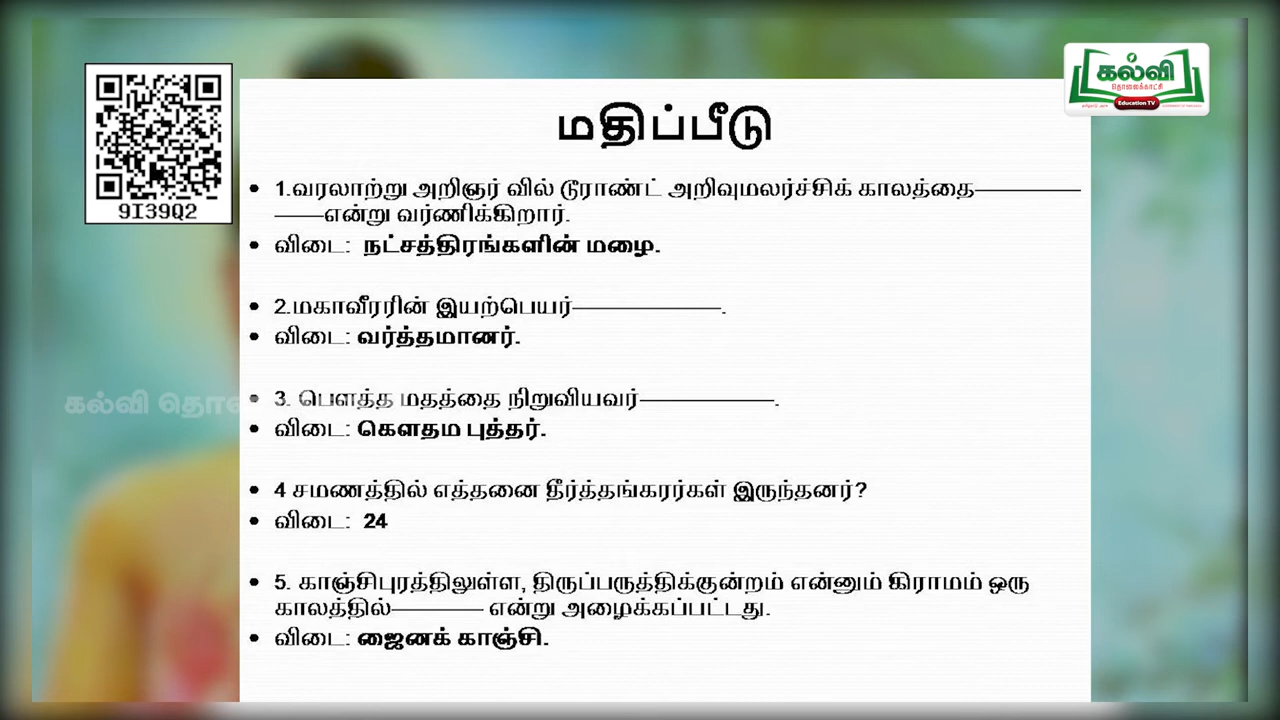 கல்வி
தொலைக்காட்சி
Education TV
மதிப்பீடு
9I39Q2
• 1.வரலாற்று அறிஞர் வில் டூராண்ட் அறிவுமலர்ச்சிக் காலத்தை————
——என்று வர்ணிக்கிறார்.
• விடை: நட்சத்திரங்களின் மழை.
• 2.மகாவீரரின் இயற்பெயர்——————.
• விடை: வர்த்தமானர்.
• 3. பௌத்த மதத்தை நிறுவியவர்—————.
• விடை: கௌதம புத்தர்.
• 4 சமணத்தில் எத்தனை தீர்த்தங்கரர்கள் இருந்தனர்?
• விடை: 24
• 5. காஞ்சிபுரத்திலுள்ள, திருப்பருத்திக்குன்றம் என்னும் கிராமம் ஒரு
காலத்தில்———— என்று அழைக்கப்பட்டது.
• விடை: ஜைனக் காஞ்சி.